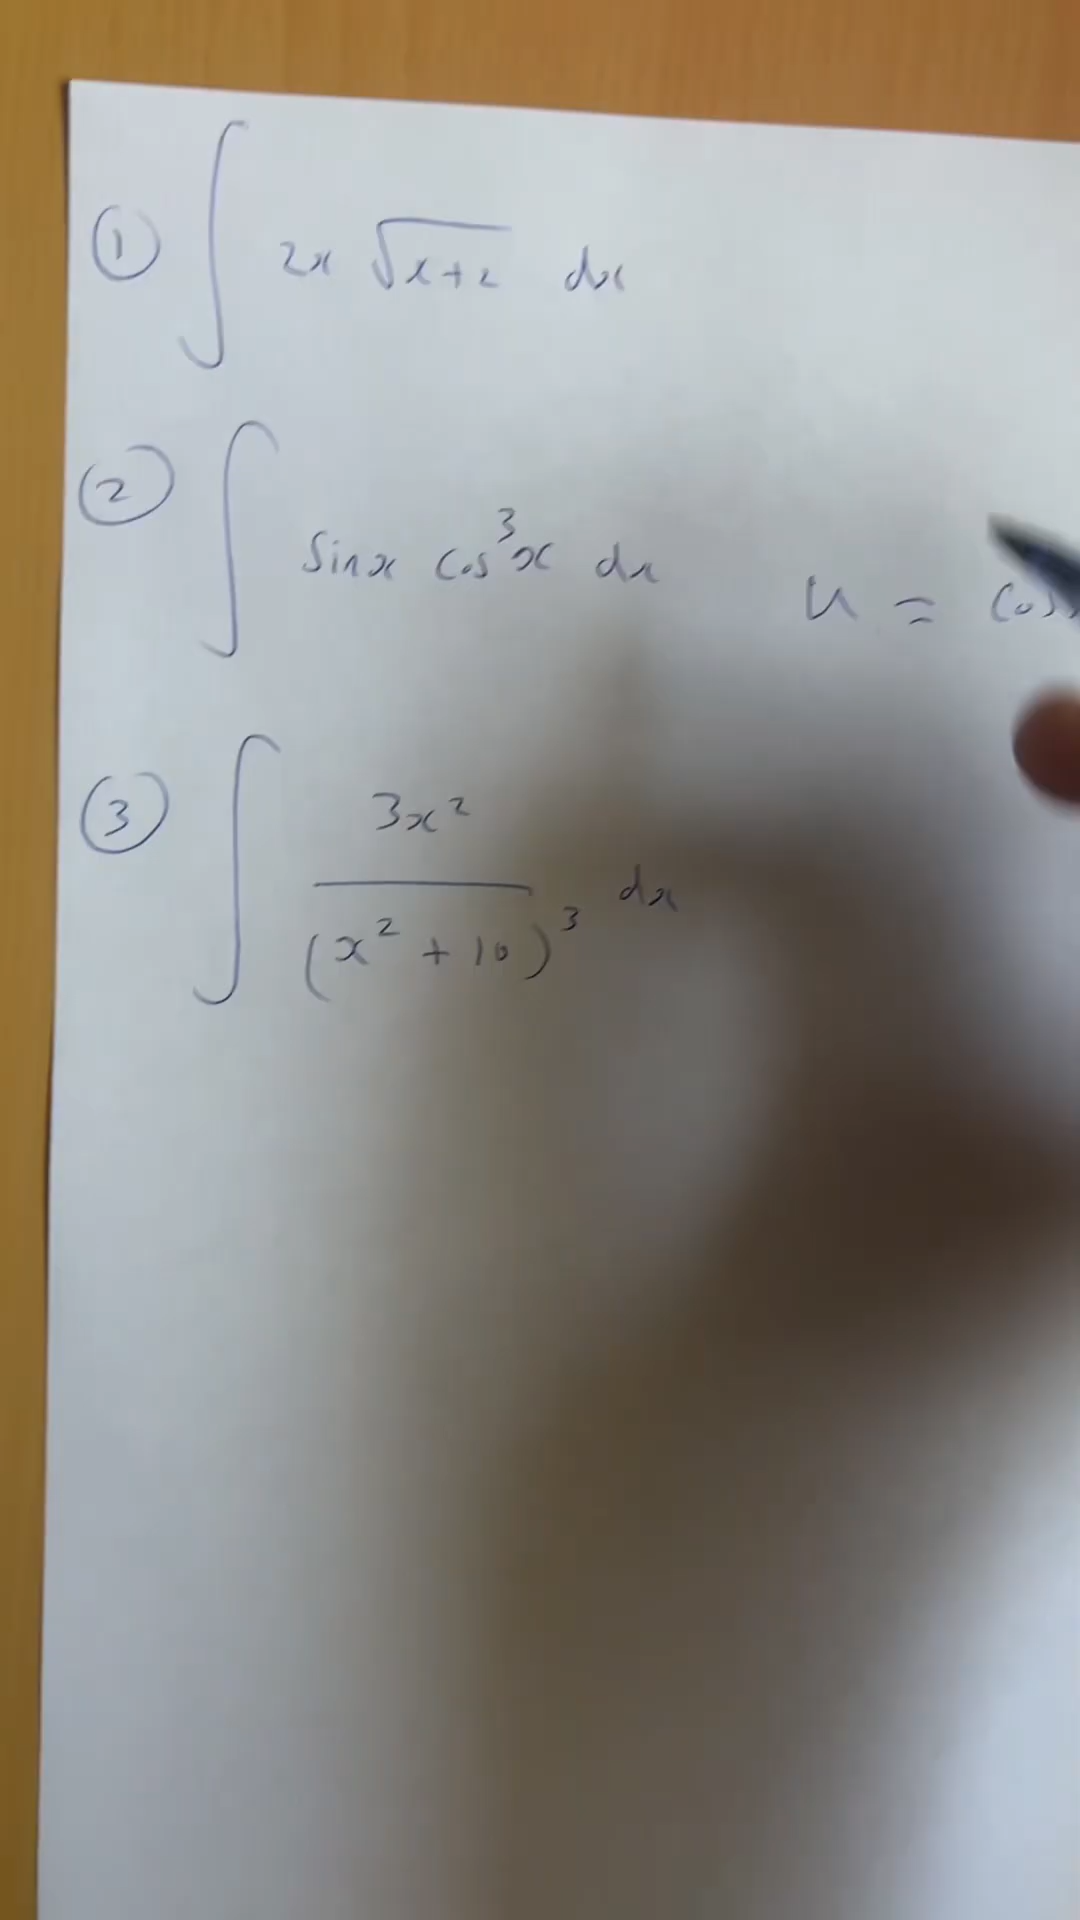 ① ∫ 2x √x+2 dx
② ∫ sinx cos³x dx u = cos
③ ∫ 3x² / (x² + 10)³ dx